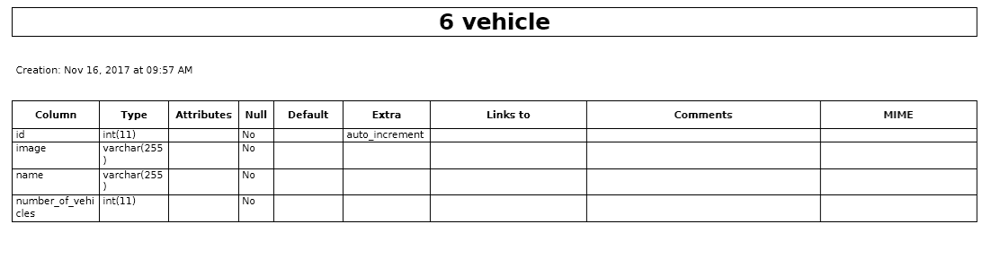 6 vehicle
Creation: Nov 16, 2017 at 09:57 AM
Column Type Attributes Null Default Extra Links to Comments MIME
id int(11) No auto_increment
image varchar(255 No
)
name varchar(255 No
)
number_of_vehi int(11) No
cles